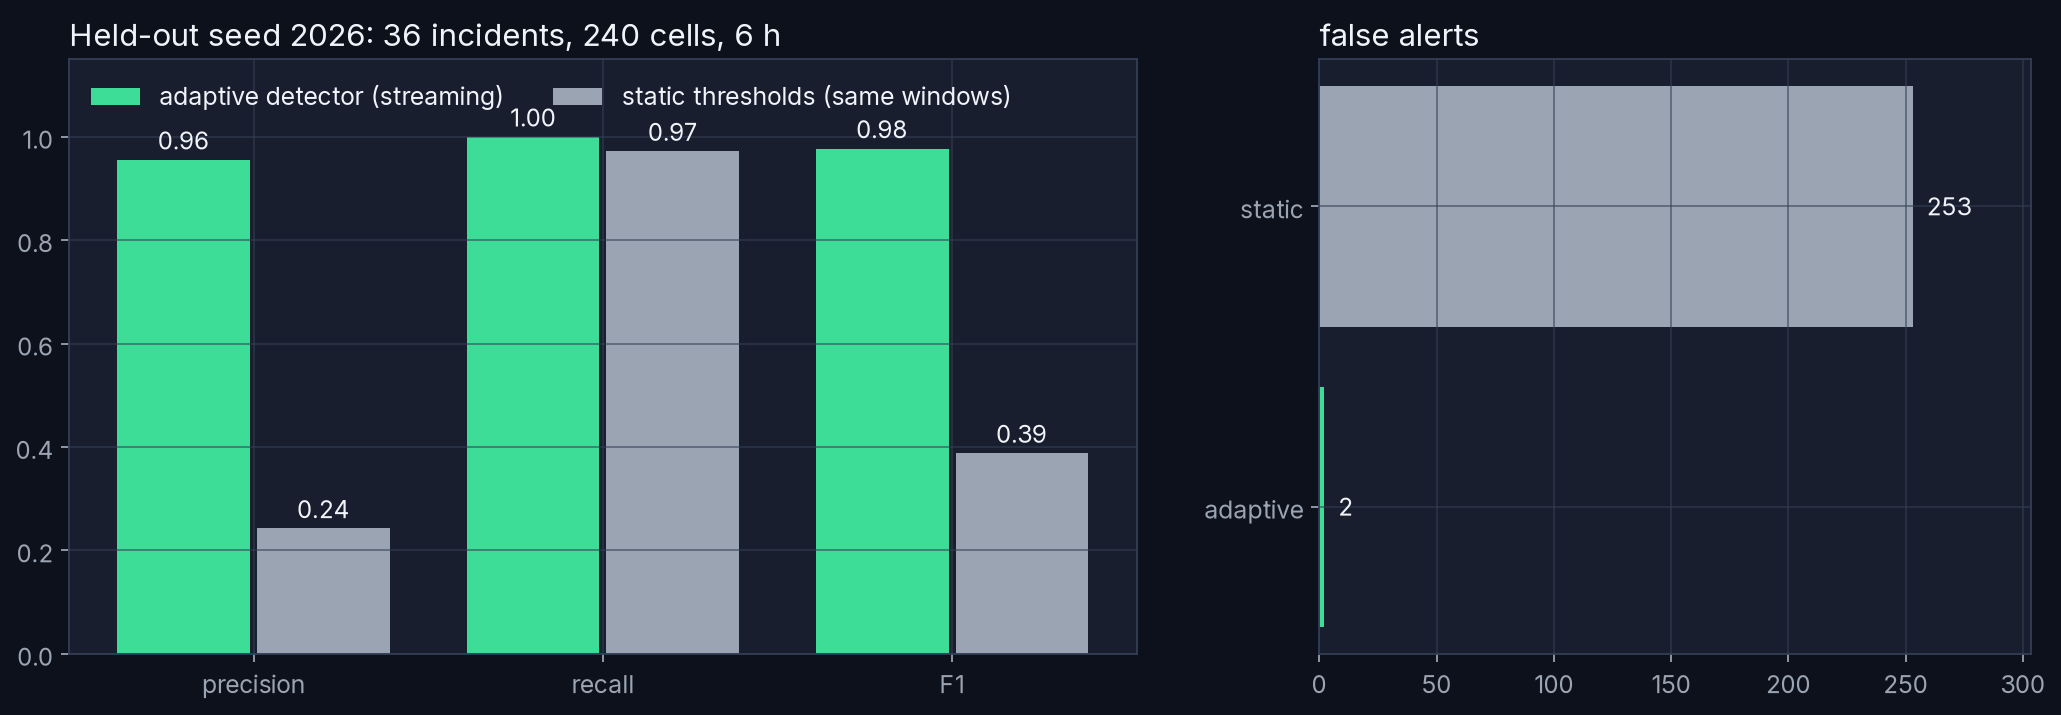 Held-out seed 2026: 36 incidents, 240 cells, 6 h
adaptive detector (streaming)
static thresholds (same windows)
1.0
0.8
0.6
0.4
0.2
0.0
0.96
0.24
1.00
0.97
0.98
0.39
precision
recall
F1
false alerts
static
adaptive
253
2
0
50
100
150
200
250
300